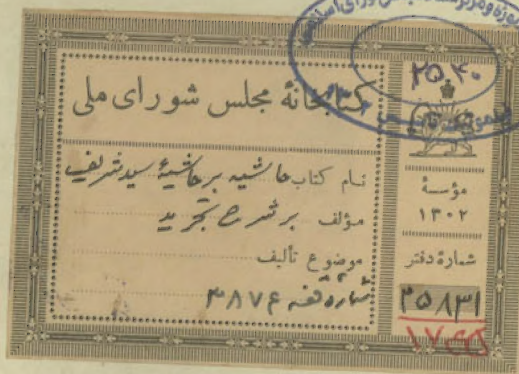 کتابخانهٔ مجلس شورای ملی
نام کتاب حاشیه بر حاشیهٔ سید شریف
مؤلف بر شرح تجرید
موضوع تألیف
شماره قفسه ۳۸۷۶
۲۵۰۴۰
مؤسسهٔ
۱۳۰۲
شمارهٔ دفتر
۲۵۸۳۱